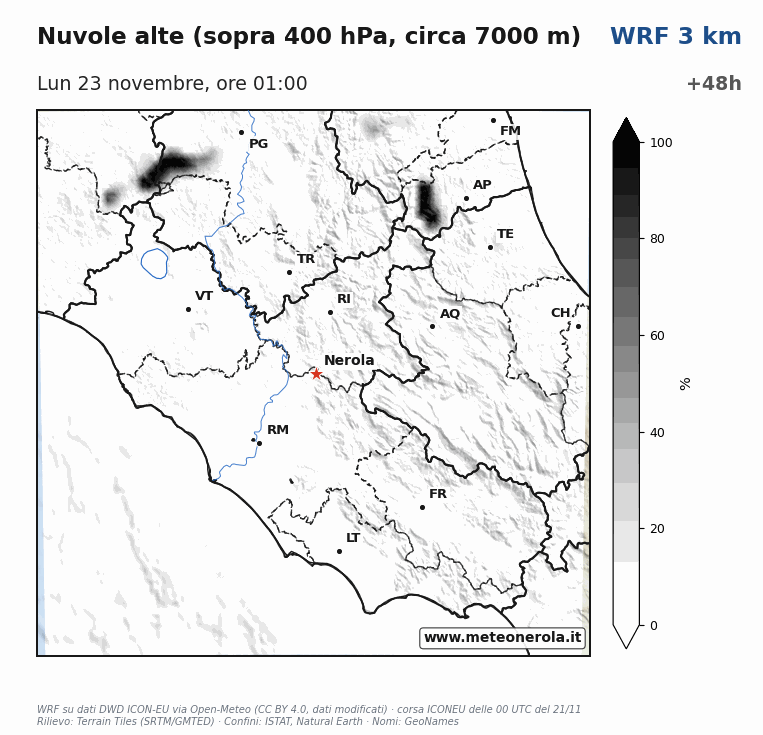 Nuvole alte (sopra 400 hPa, circa 7000 m) WRF 3 km
Lun 23 novembre, ore 01:00 +48h
FM
PG
AP
TE
TR
VT
RI
AQ
CH
Nerola
RM
FR
LT
www.meteonerola.it
100
80
60
40
20
0
%
WRF su dati DWD ICON-EU via Open-Meteo (CC BY 4.0, dati modificati) · corsa ICONEU delle 00 UTC del 21/11
Rilievo: Terrain Tiles (SRTM/GMTED) · Confini: ISTAT, Natural Earth · Nomi: GeoNames